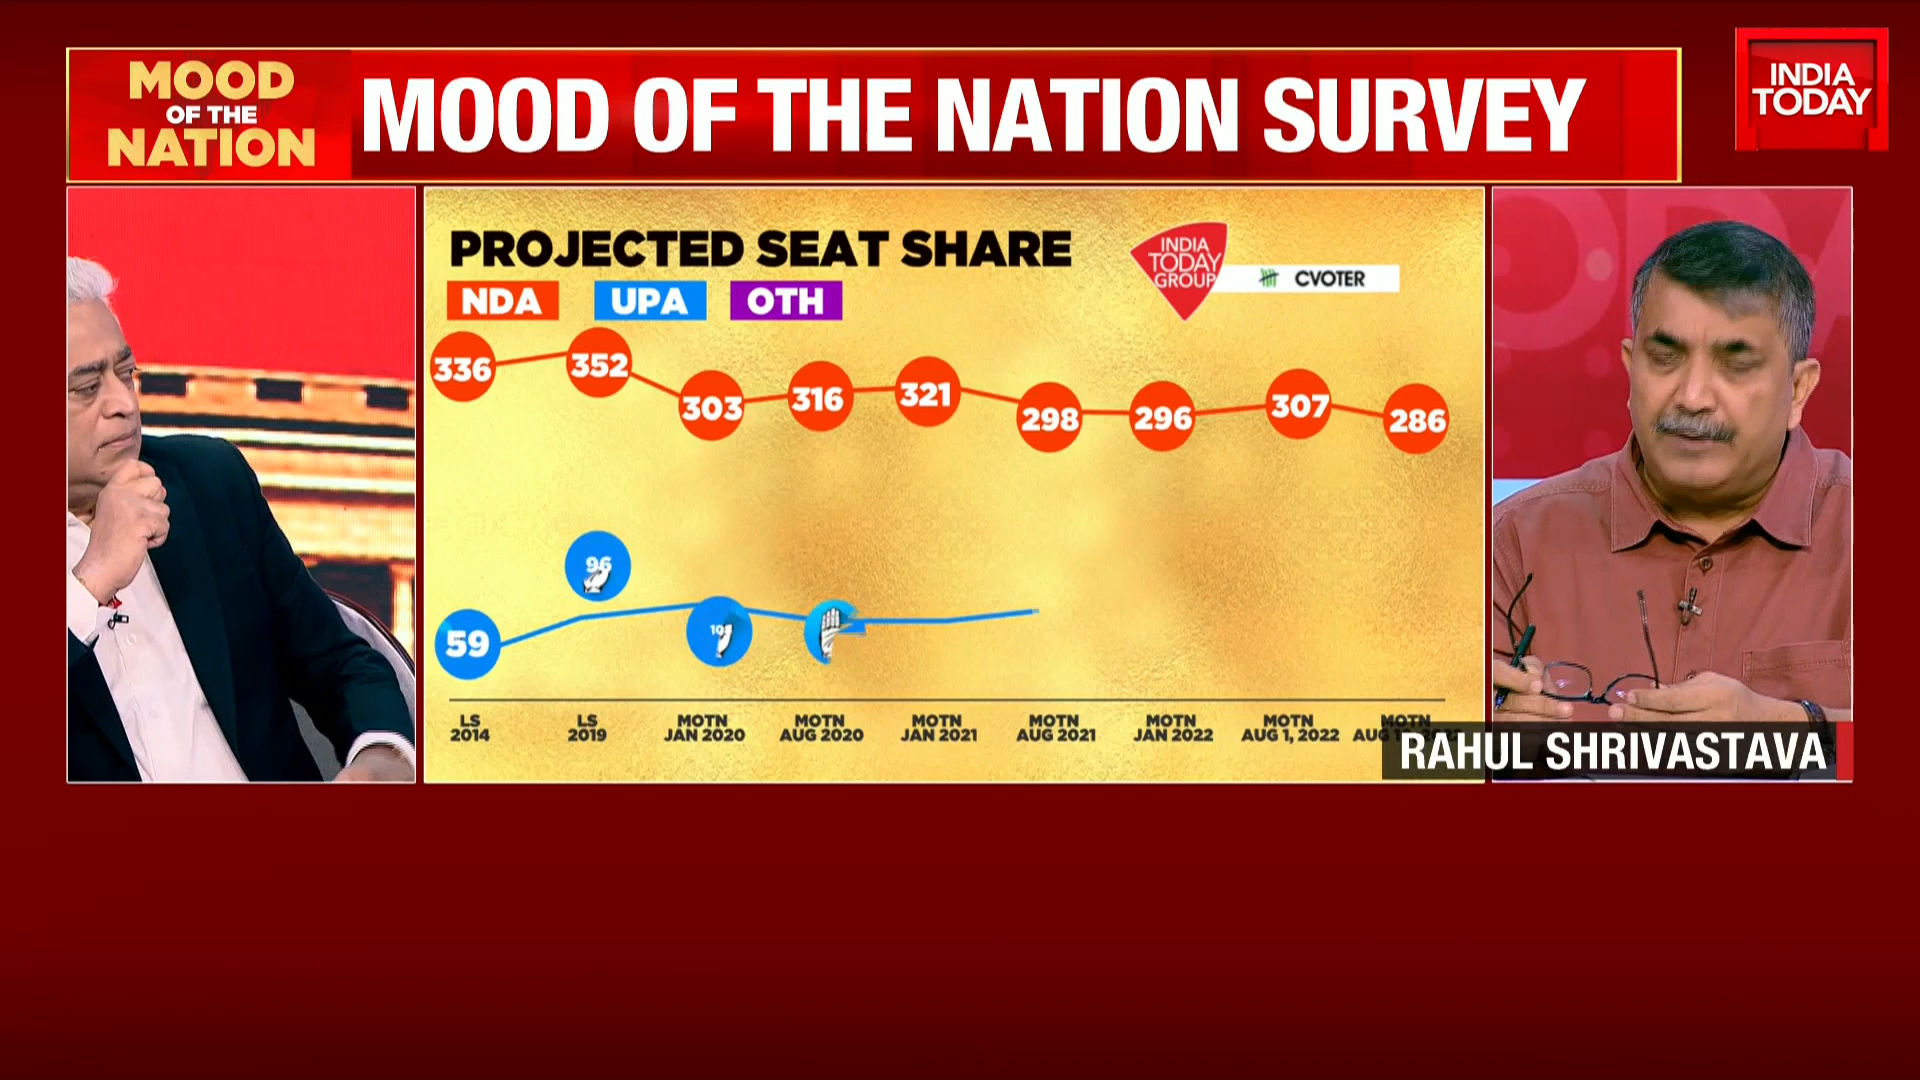 MOOD
OF THE
NATION
MOOD OF THE NATION SURVEY
INDIA
TODAY
PROJECTED SEAT SHARE
INDIA
TODAY
GROUP
CVOTER
NDA UPA OTH
336 352 303 316 321 298 296 307 286
96
59
LS
2014
LS
2019
MOTN
JAN 2020
MOTN
AUG 2020
MOTN
JAN 2021
MOTN
AUG 2021
MOTN
JAN 2022
MOTN
AUG 1, 2022
MOTN
AUG
RAHUL SHRIVASTAVA